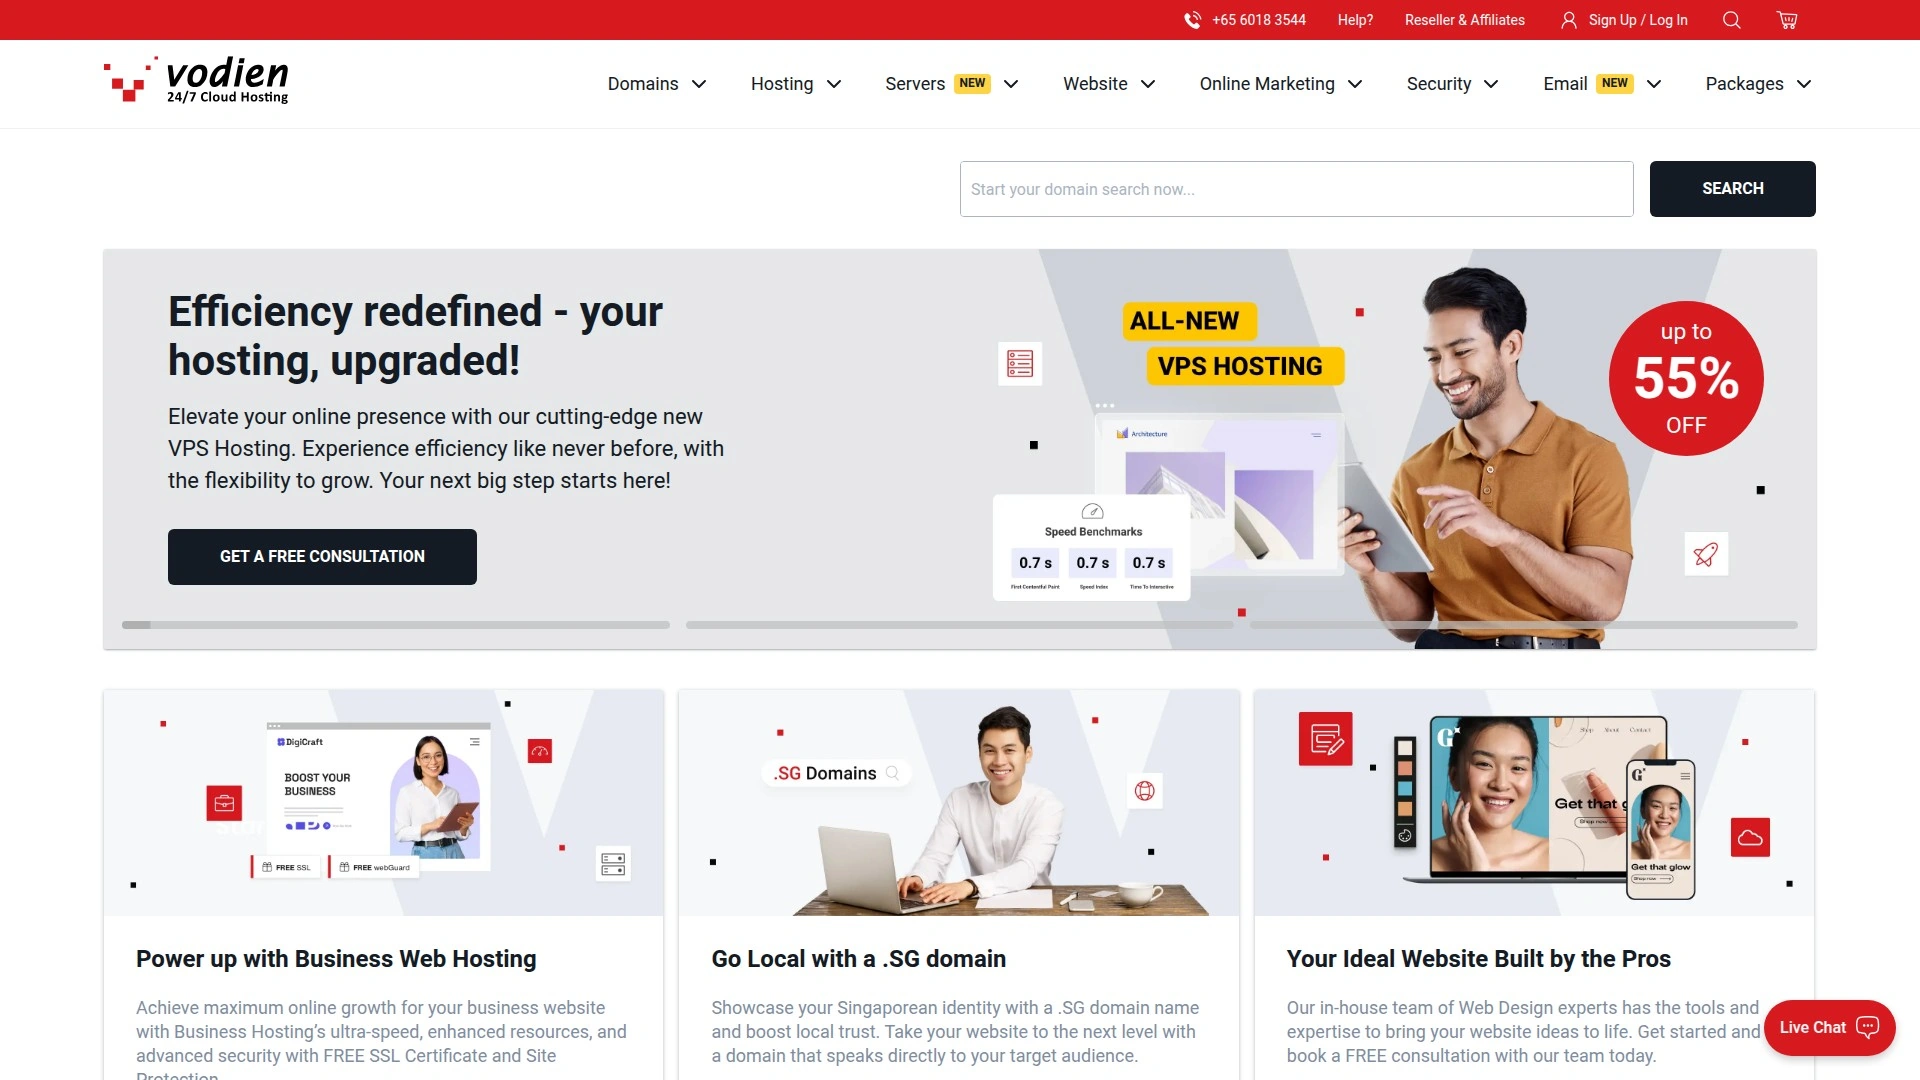 +65 6018 3544
Help?
Reseller & Affiliates
Sign Up / Log In
vodien
24/7 Cloud Hosting
Domains
Hosting
Servers NEW
Website
Online Marketing
Security
Email NEW
Packages
Start your domain search now...
SEARCH
Efficiency redefined - your
hosting, upgraded!
Elevate your online presence with our cutting-edge new
VPS Hosting. Experience efficiency like never before, with
the flexibility to grow. Your next big step starts here!
GET A FREE CONSULTATION
ALL-NEW
VPS HOSTING
up to
55%
OFF
Architecture
Speed Benchmarks
0.7 s
0.7 s
0.7 s
First Contentful Paint
Speed Index
Time To Interactive
DigiCraft
BOOST YOUR
BUSINESS
FREE SSL
FREE webGuard
.SG Domains
G
Shop
About
Contact
Get that g
Shop now
G
Get that glow
Shop now
Power up with Business Web Hosting
Achieve maximum online growth for your business website
with Business Hosting's ultra-speed, enhanced resources, and
advanced security with FREE SSL Certificate and Site
Protection
Go Local with a .SG domain
Showcase your Singaporean identity with a .SG domain name
and boost local trust. Take your website to the next level with
a domain that speaks directly to your target audience.
Your Ideal Website Built by the Pros
Our in-house team of Web Design experts has the tools and
expertise to bring your website ideas to life. Get started and
book a FREE consultation with our team today.
Live Chat